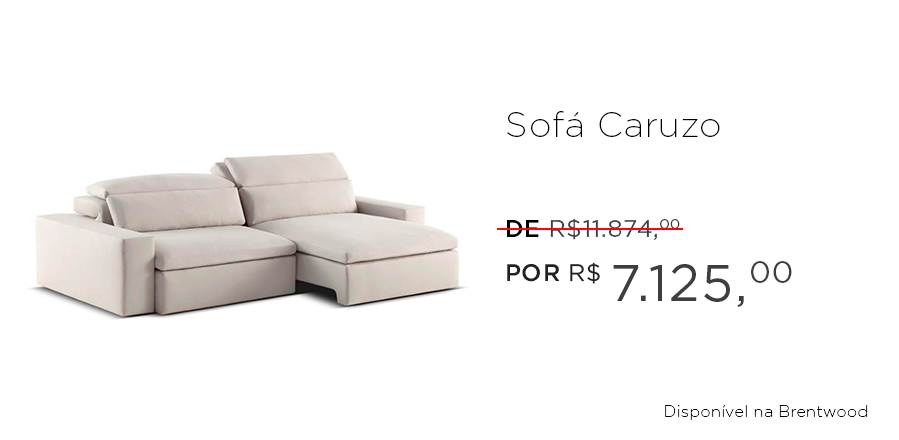 Sofá Caruzo
DE R$11.874,00
POR R$ 7.125,00
Disponível na Brentwood